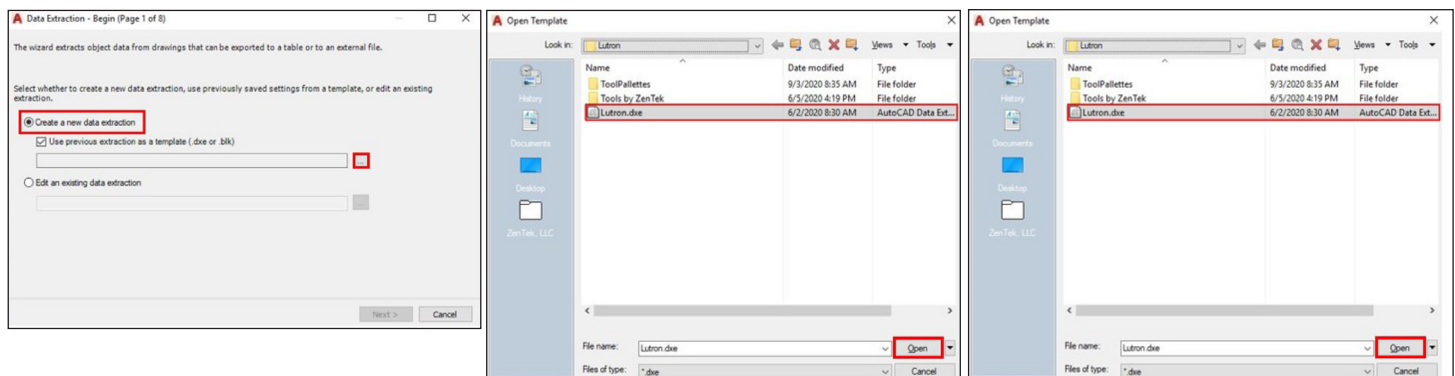 Data Extraction - Begin (Page 1 of 8)
The wizard extracts object data from drawings that can be exported to a table or to an external file.
Select whether to create a new data extraction, use previously saved settings from a template, or edit an existing
extraction.
Create a new data extraction
Use previous extraction as a template (.dxe or .blk)
...
Edit an existing data extraction
...
Next >
Cancel
Open Template
Look in:
Lutron
Views
Tools
Name
Date modified
Type
ToolPallettes
9/3/2020 8:35 AM
File folder
Tools by ZenTek
6/5/2020 4:19 PM
File folder
Lutron.dxe
6/2/2020 8:30 AM
AutoCAD Data Ext...
History
Documents
Desktop
ZenTek, LLC
File name:
Lutron.dxe
Open
Files of type:
*.dxe
Cancel
Open Template
Look in:
Lutron
Views
Tools
Name
Date modified
Type
ToolPallettes
9/3/2020 8:35 AM
File folder
Tools by ZenTek
6/5/2020 4:19 PM
File folder
Lutron.dxe
6/2/2020 8:30 AM
AutoCAD Data Ext...
History
Documents
Desktop
ZenTek, LLC
File name:
Lutron.dxe
Open
Files of type:
*.dxe
Cancel